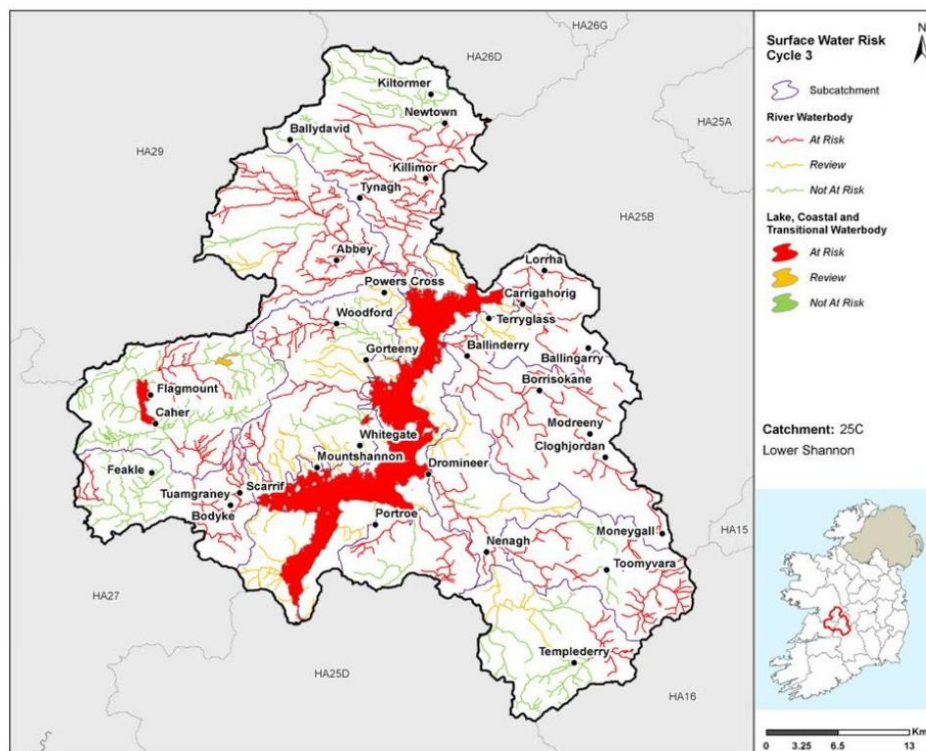 HA26G
HA26D
Kiltormer
Newtown
HA25A
Ballydavid
HA29
Killimor
Tynagh
HA25B
Abbey
Lorrha
Powers Cross
Carrigahorig
Woodford
Terryglass
Gorteeny
Ballinderry
Ballingarry
Flagmount
Borrisokane
Caher
Modreeny
Whitegate
Cloghjordan
Mountshannon
Feakle
Dromineer
Scarrif
Tuamgraney
Bodyke
Portroe
Moneygall
HA15
Nenagh
Toomyvara
HA27
Templederry
HA25D
HA16
Surface Water Risk
Cycle 3
N
Subcatchment
River Waterbody
At Risk
Review
Not At Risk
Lake, Coastal and
Transitional Waterbody
At Risk
Review
Not At Risk
Catchment: 25C
Lower Shannon
Km
0 3.25 6.5 13